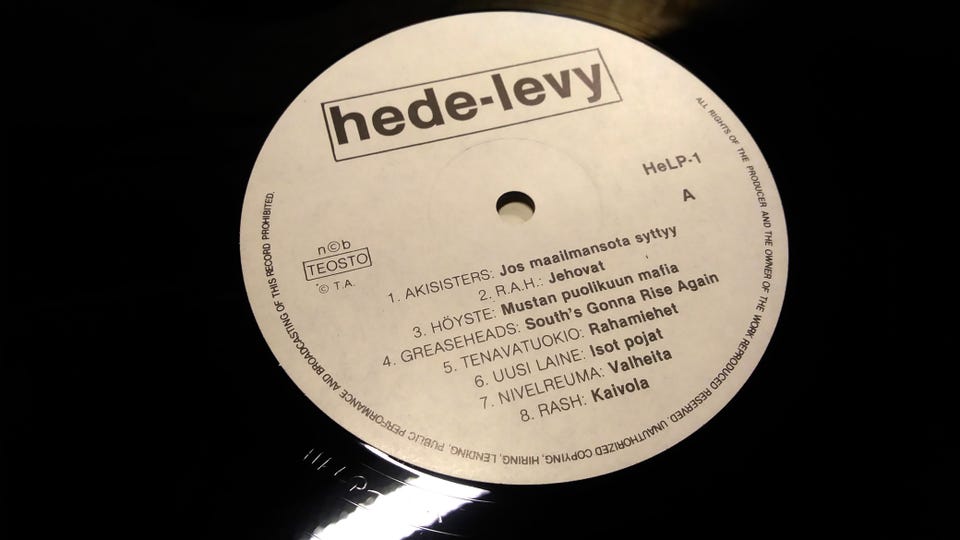 hede-levy
HeLP-1
A
n©b
TEOSTO
© T.A.
1. AKISISTERS: Jos maailmansota syttyy
2. R.A.H.: Jehovat
3. HÖYSTE: Mustan puolikuun mafia
4. GREASEHEADS: South's Gonna Rise Again
5. TENAVATUOKIO: Rahamiehet
6. UUSI LAINE: Isot pojat
7. NIVELREUMA: Valheita
8. RASH: Kaivola
ALL RIGHTS OF THE PRODUCER AND THE OWNER OF THE WORK REPRODUCED RESERVED. UNAUTHORIZED COPYING, HIRING, LENDING, PUBLIC PERFORMANCE AND BROADCASTING OF THIS RECORD PROHIBITED.